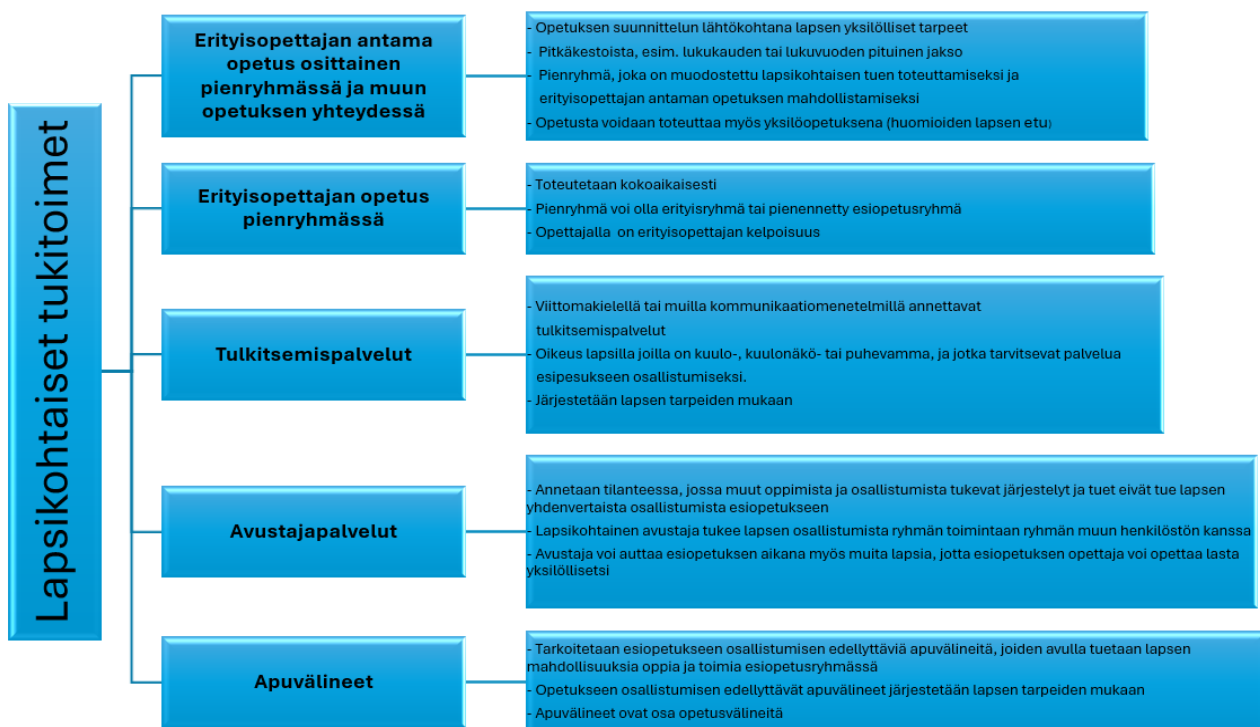 Lapsikohtaiset tukitoimet
Erityisopettajan antama
opetus osittainen
pienryhmässä ja muun
opetuksen yhteydessä
- Opetuksen suunnittelun lähtökohtana lapsen yksilölliset tarpeet
- Pitkäkestoista, esim. lukukauden tai lukuvuoden pituinen jakso
- Pienryhmä, joka on muodostettu lapsikohtaisen tuen toteuttamiseksi ja
erityisopettajan antaman opetuksen mahdollistamiseksi
- Opetusta voidaan toteuttaa myös yksilöopetuksena (huomioiden lapsen etu)
Erityisopettajan opetus
pienryhmässä
- Toteutetaan kokoaikaisesti
- Pienryhmä voi olla erityisryhmä tai pienennetty esiopetusryhmä
- Opettajalla on erityisopettajan kelpoisuus
Tulkitsemispalvelut
- Viittomakielellä tai muilla kommunikaatiomenetelmillä annettavat
tulkitsemispalvelut
- Oikeus lapsilla joilla on kuulo-, kuulonäkö- tai puhevamma, ja jotka tarvitsevat palvelua
esipesukseen osallistumiseksi.
- Järjestetään lapsen tarpeiden mukaan
Avustajapalvelut
- Annetaan tilanteessa, jossa muut oppimista ja osallistumista tukevat järjestelyt ja tuet eivät tue lapsen
yhdenvertaista osallistumista esiopetukseen
- Lapsikohtainen avustaja tukee lapsen osallistumista ryhmän toimintaan ryhmän muun henkilöstön kanssa
- Avustaja voi auttaa esiopetuksen aikana myös muita lapsia, jotta esiopetuksen opettaja voi opettaa lasta
yksilöllisetsi
Apuvälineet
- Tarkoitetaan esiopetukseen osallistumisen edellyttäviä apuvälineitä, joiden avulla tuetaan lapsen
mahdollisuuksia oppia ja toimia esiopetusryhmässä
- Opetukseen osallistumisen edellyttävät apuvälineet järjestetään lapsen tarpeiden mukaan
- Apuvälineet ovat osa opetusvälineitä